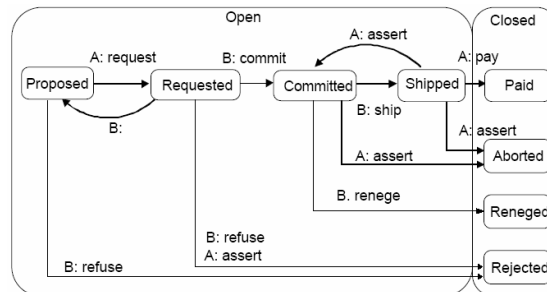 Open
Closed
A: assert
A: request
B: commit
A: pay
Proposed
Requested
Committed
Shipped
Paid
B:
B: ship
A: assert
A: assert
Aborted
B. renege
Reneged
B: refuse
A: assert
B: refuse
Rejected